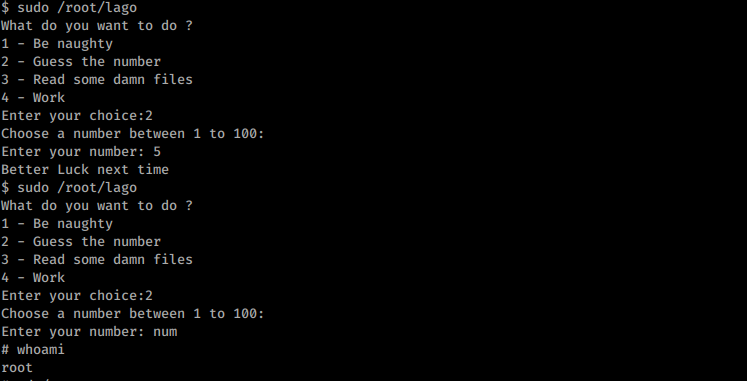 $ sudo /root/lago
What do you want to do ?
1 - Be naughty
2 - Guess the number
3 - Read some damn files
4 - Work
Enter your choice:2
Choose a number between 1 to 100:
Enter your number: 5
Better Luck next time
$ sudo /root/lago
What do you want to do ?
1 - Be naughty
2 - Guess the number
3 - Read some damn files
4 - Work
Enter your choice:2
Choose a number between 1 to 100:
Enter your number: num
# whoami
root